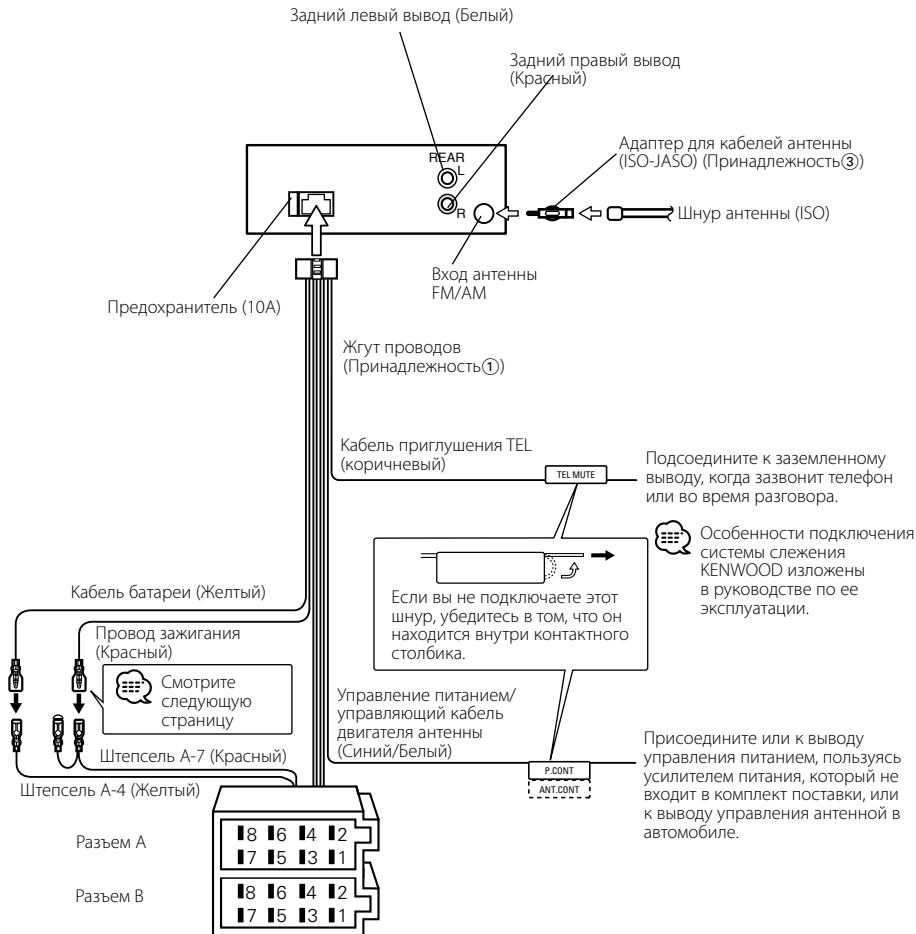 Задний левый вывод (Белый)
Задний правый вывод
(Красный)
Адаптер для кабелей антенны
(ISO-JASO) (Принадлежность③)
REAR
L
R
Шнур антенны (ISO)
Вход антенны
FM/AM
Предохранитель (10A)
Жгут проводов
(Принадлежность①)
Кабель приглушения TEL
(коричневый)
TEL MUTE
Подсоедините к заземленному
выводу, когда зазвонит телефон
или во время разговора.
Особенности подключения
системы слежения
KENWOOD изложены
в руководстве по ее
эксплуатации.
Если вы не подключаете этот
шнур, убедитесь в том, что он
находится внутри контактного
столбика.
Кабель батареи (Желтый)
Провод зажигания
(Красный)
Смотрите
следующую
страницу
Управление питанием/
управляющий кабель
двигателя антенны
(Синий/Белый)
P.CONT
ANT.CONT
Присоедините или к выводу
управления питанием, пользуясь
усилителем питания, который не
входит в комплект поставки, или
к выводу управления антенной в
автомобиле.
Штепсель A-7 (Красный)
Штепсель A-4 (Желтый)
Разъем A
8 6 4 2
7 5 3 1
Разъем B
8 6 4 2
7 5 3 1